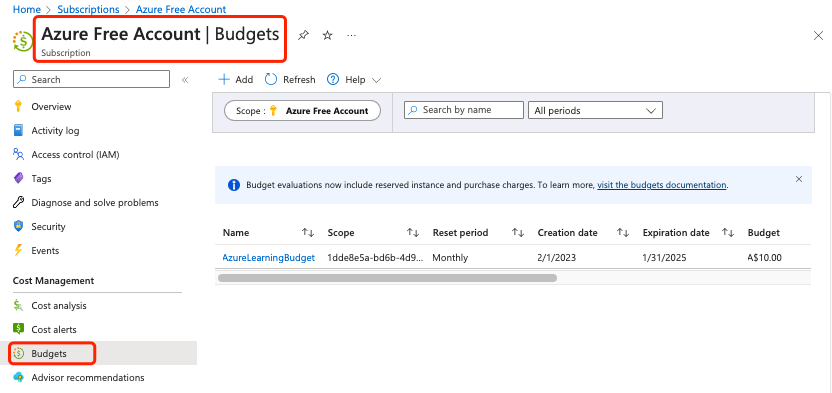 Home > Subscriptions > Azure Free Account
Azure Free Account | Budgets
...
Subscription
Search
«
Add
Refresh
Help
Overview
Activity log
Access control (IAM)
Tags
Diagnose and solve problems
Security
Events
Cost Management
Cost analysis
Cost alerts
Budgets
Advisor recommendations
Scope : Azure Free Account
Search by name
All periods
Budget evaluations now include reserved instance and purchase charges. To learn more, visit the budgets documentation.
Name Scope Reset period Creation date Expiration date Budget
AzureLearningBudget 1dde8e5a-bd6b-4d9... Monthly 2/1/2023 1/31/2025 A$10.00